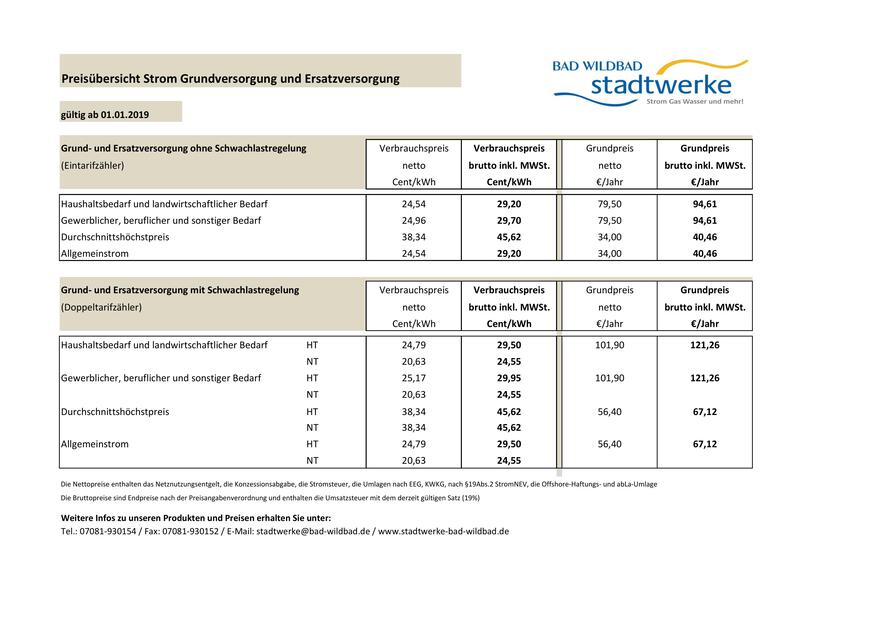 Preisübersicht Strom Grundversorgung und Ersatzversorgung
BAD WILDBAD
stadtwerke
Strom Gas Wasser und mehr!
gültig ab 01.01.2019
Grund- und Ersatzversorgung ohne Schwachlastregelung Verbrauchspreis Verbrauchspreis Grundpreis Grundpreis
(Eintarifzähler) netto brutto inkl. MWSt. netto brutto inkl. MWSt.
Cent/kWh Cent/kWh €/Jahr €/Jahr
Haushaltsbedarf und landwirtschaftlicher Bedarf 24,54 29,20 79,50 94,61
Gewerblicher, beruflicher und sonstiger Bedarf 24,96 29,70 79,50 94,61
Durchschnittshöchstpreis 38,34 45,62 34,00 40,46
Allgemeinstrom 24,54 29,20 34,00 40,46
Grund- und Ersatzversorgung mit Schwachlastregelung Verbrauchspreis Verbrauchspreis Grundpreis Grundpreis
(Doppeltarifzähler) netto brutto inkl. MWSt. netto brutto inkl. MWSt.
Cent/kWh Cent/kWh €/Jahr €/Jahr
Haushaltsbedarf und landwirtschaftlicher Bedarf HT 24,79 29,50 101,90 121,26
NT 20,63 24,55
Gewerblicher, beruflicher und sonstiger Bedarf HT 25,17 29,95 101,90 121,26
NT 20,63 24,55
Durchschnittshöchstpreis HT 38,34 45,62 56,40 67,12
NT 38,34 45,62
Allgemeinstrom HT 24,79 29,50 56,40 67,12
NT 20,63 24,55
Die Nettopreise enthalten das Netznutzungsentgelt, die Konzessionsabgabe, die Stromsteuer, die Umlagen nach EEG, KWKG, nach §19Abs.2 StromNEV, die Offshore-Haftungs- und abLa-Umlage
Die Bruttopreise sind Endpreise nach der Preisangabenverordnung und enthalten die Umsatzsteuer mit dem derzeit gültigen Satz (19%)
Weitere Infos zu unseren Produkten und Preisen erhalten Sie unter:
Tel.: 07081-930154 / Fax: 07081-930152 / E-Mail: stadtwerke@bad-wildbad.de / www.stadtwerke-bad-wildbad.de